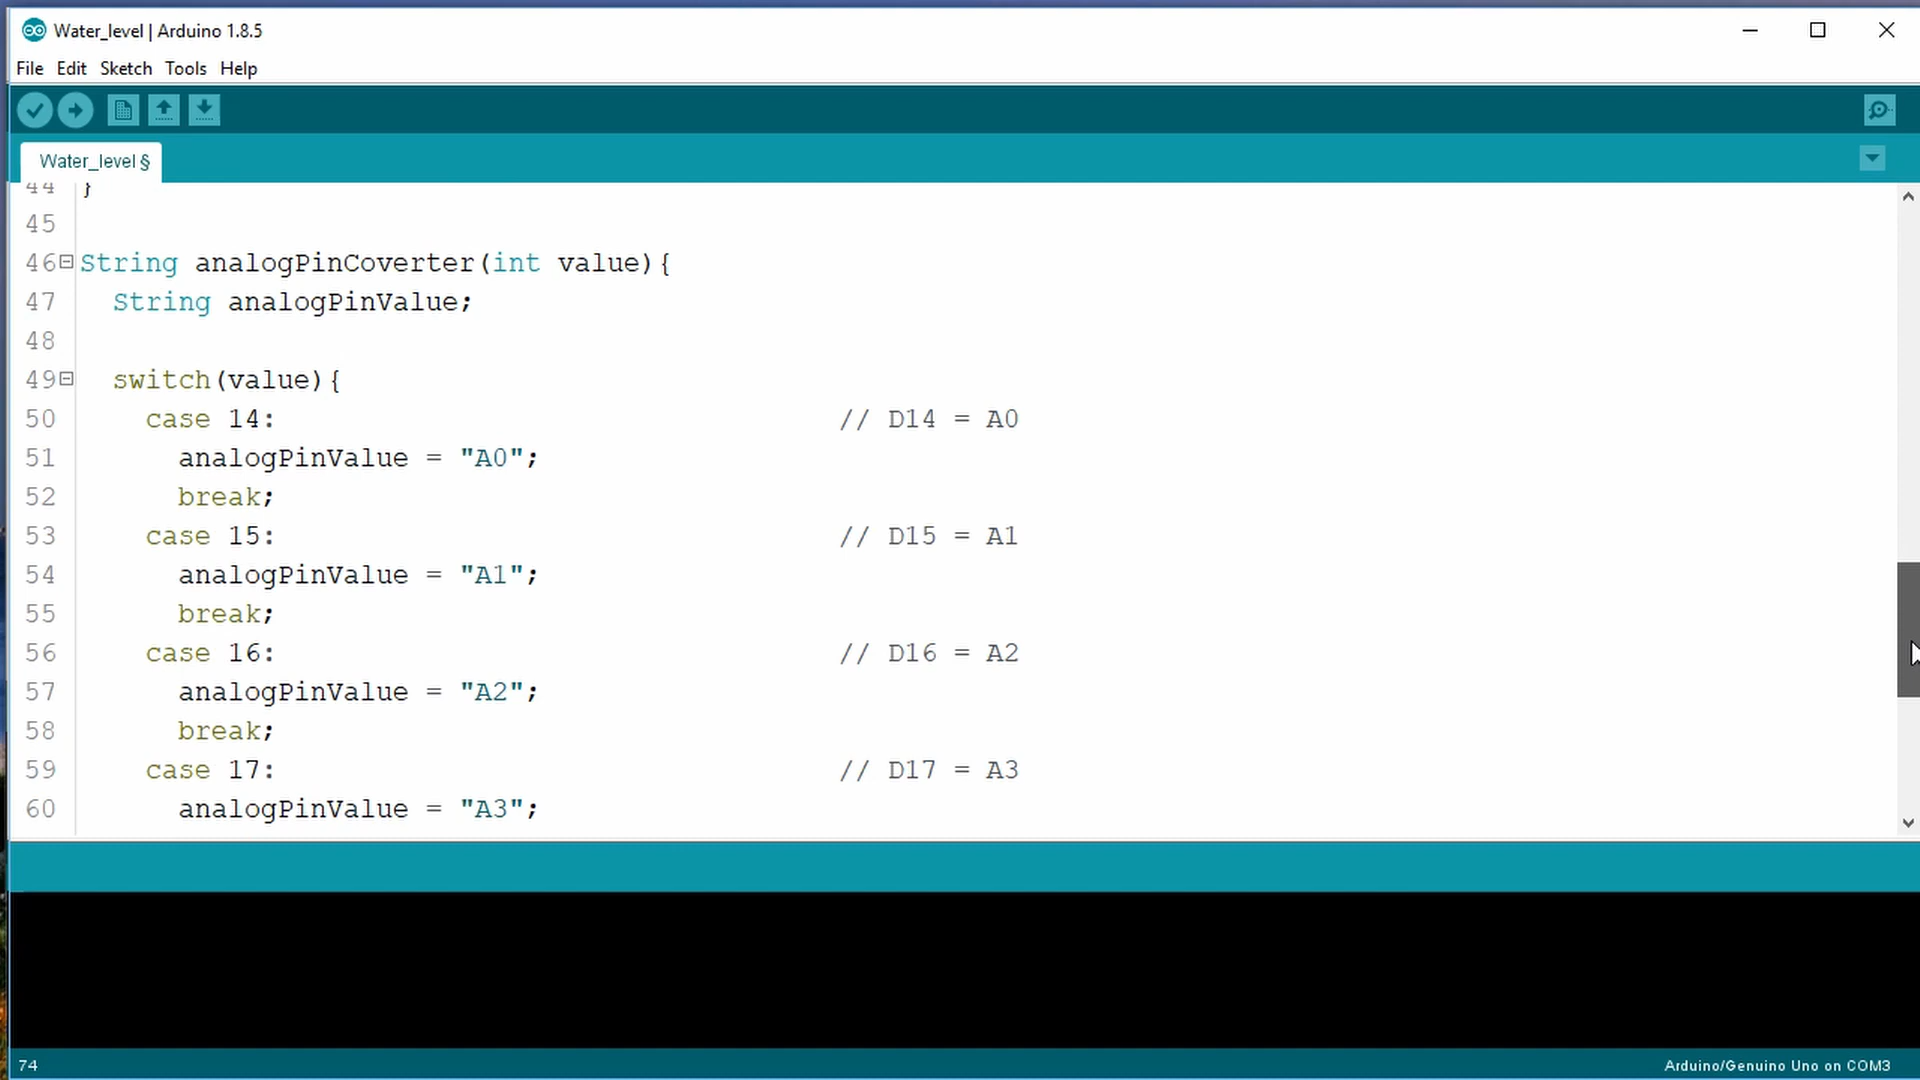 Water_level | Arduino 1.8.5
File Edit Sketch Tools Help
Water_level §
44 }
45
46 String analogPinCoverter(int value){
47 String analogPinValue;
48
49 switch(value){
50 case 14: // D14 = A0
51 analogPinValue = "A0";
52 break;
53 case 15: // D15 = A1
54 analogPinValue = "A1";
55 break;
56 case 16: // D16 = A2
57 analogPinValue = "A2";
58 break;
59 case 17: // D17 = A3
60 analogPinValue = "A3";
74 Arduino/Genuino Uno on COM3